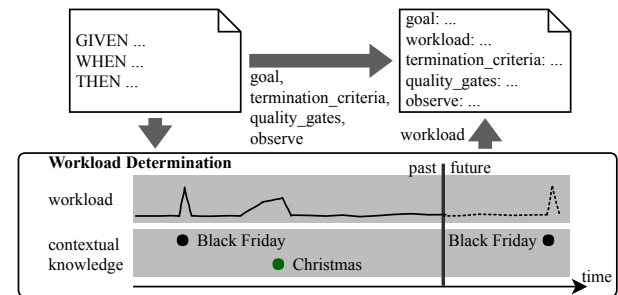 GIVEN ...
WHEN ...
THEN ...
goal,
termination_criteria,
quality_gates,
observe
goal: ...
workload: ...
termination_criteria: ...
quality_gates: ...
observe: ...
workload
Workload Determination
past future
workload
contextual
knowledge
Black Friday
Black Friday
Christmas
time